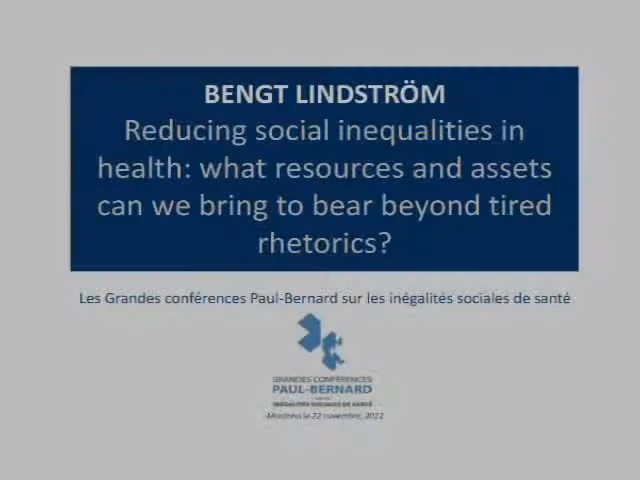 BENGT LINDSTRÖM
Reducing social inequalities in
health: what resources and assets
can we bring to bear beyond tired
rhetorics?
Les Grandes conférences Paul-Bernard sur les inégalités sociales de santé
GRANDES CONFÉRENCES
PAUL-BERNARD
INÉGALITÉS SOCIALES DE SANTÉ
Montréal le 22 novembre,